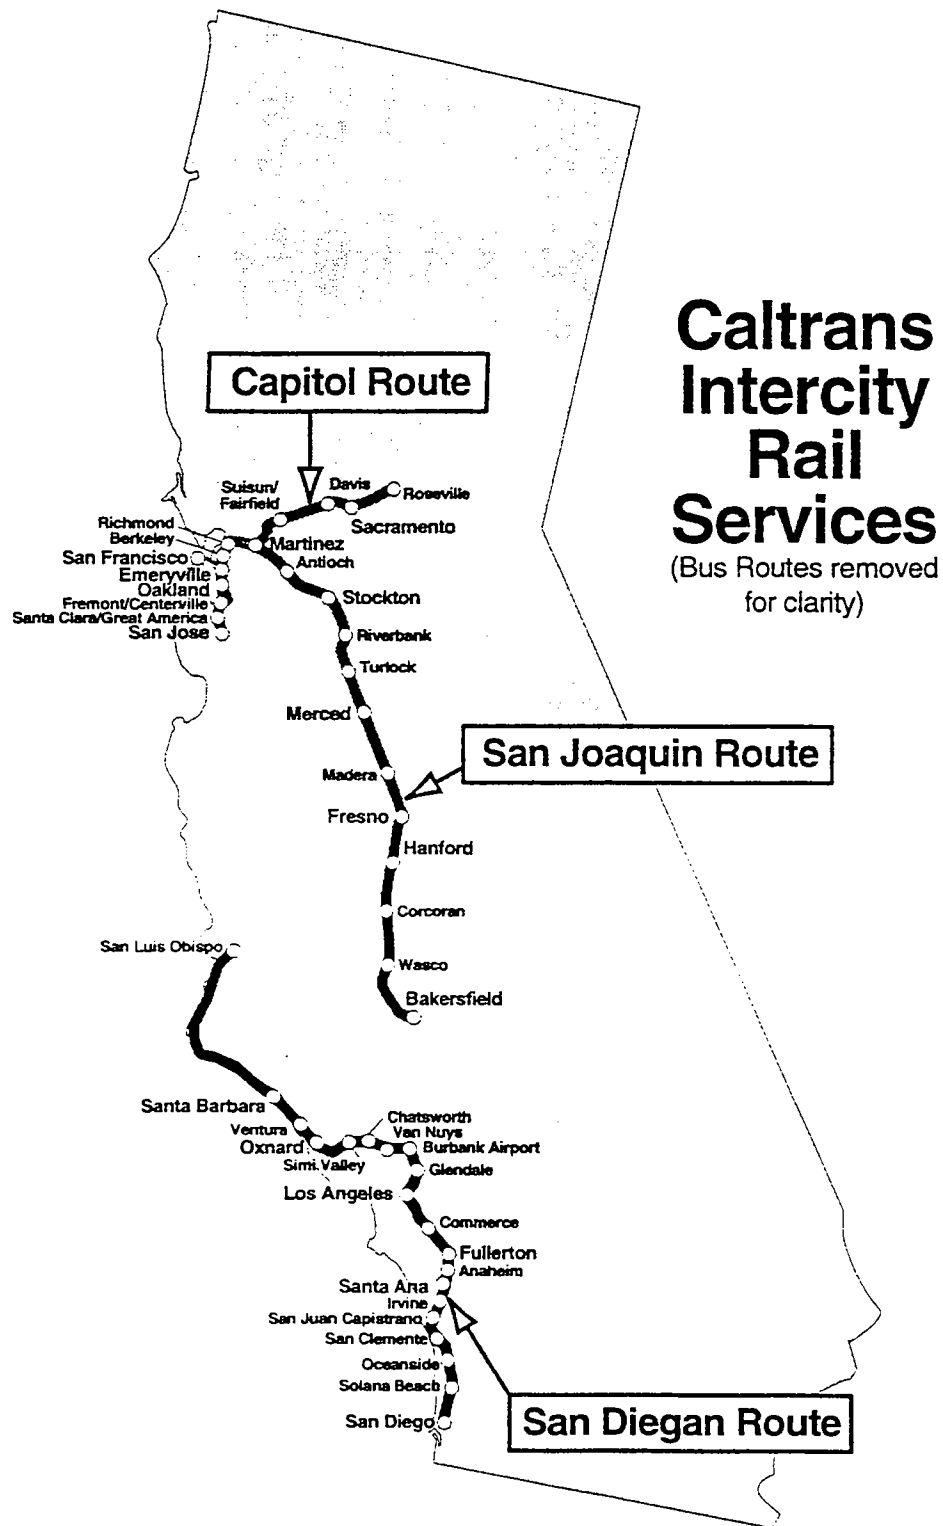 Caltrans
Intercity
Rail
Services
(Bus Routes removed
for clarity)
Capitol Route
Suisun/
Fairfield
Davis
Roseville
Sacramento
Richmond
Berkeley
San Francisco
Emeryville
Oakland
Fremont/Centerville
Santa Clara/Great America
San Jose
Martinez
Antioch
Stockton
Riverbank
Turlock
Merced
San Joaquin Route
Madera
Fresno
Hanford
Corcoran
Wasco
Bakersfield
San Luis Obispo
Santa Barbara
Ventura
Oxnard
Simi Valley
Chatsworth
Van Nuys
Burbank Airport
Glendale
Los Angeles
Commerce
Fullerton
Anaheim
Santa Ana
Irvine
San Juan Capistrano
San Clemente
Oceanside
Solana Beach
San Diego
San Diegan Route